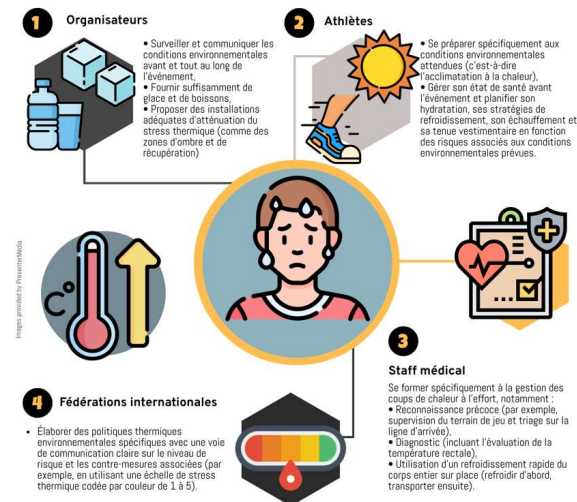 1 Organisateurs
• Surveiller et communiquer les
conditions environnementales
avant et tout au long de
l'événement,
• Fournir suffisamment de
glace et de boissons,
• Proposer des installations
adéquates d'atténuation du
stress thermique (comme des
zones d'ombre et de
récupération)
2 Athlètes
• Se préparer spécifiquement aux
conditions environnementales
attendues (c'est-à-dire
l'acclimatation à la chaleur),
• Gérer son état de santé avant
l'événement et planifier son
hydratation, ses stratégies de
refroidissement, son échauffement et
sa tenue vestimentaire en fonction
des risques associés aux conditions
environnementales prévues.
Images provided by PresenterMedia
C°
3
Staff médical
Se former spécifiquement à la gestion des
coups de chaleur à l'effort, notamment :
• Reconnaissance précoce (par exemple,
supervision du terrain de jeu et triage sur la
ligne d'arrivée),
• Diagnostic (incluant l'évaluation de la
température rectale),
• Utilisation d'un refroidissement rapide du
corps entier sur place (refroidir d'abord,
transporter ensuite).
4 Fédérations internationales
• Élaborer des politiques thermiques
environnementales spécifiques avec une voie
de communication claire sur le niveau de
risque et les contre-mesures associées (par
exemple, en utilisant une échelle de stress
thermique codée par couleur de 1 à 5).